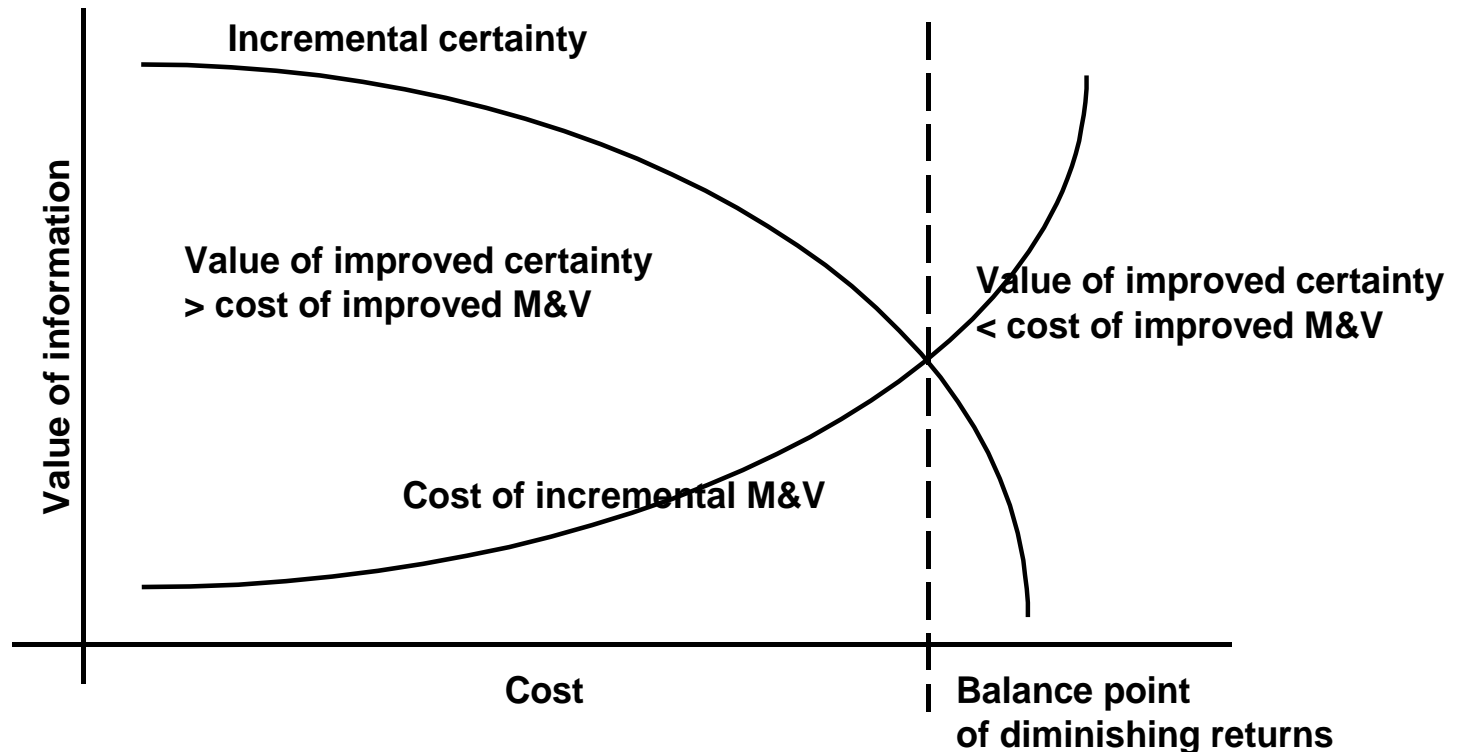 Incremental certainty
Value of information
Value of improved certainty
> cost of improved M&V
Value of improved certainty
< cost of improved M&V
Cost of incremental M&V
Cost
Balance point
of diminishing returns